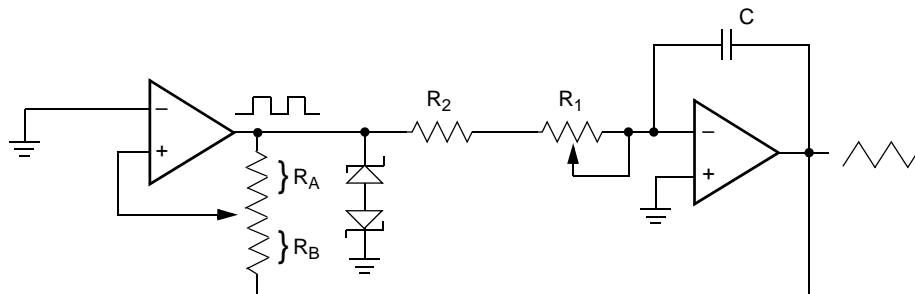 C
R2
R1
–
+
–
+
} RA
} RB